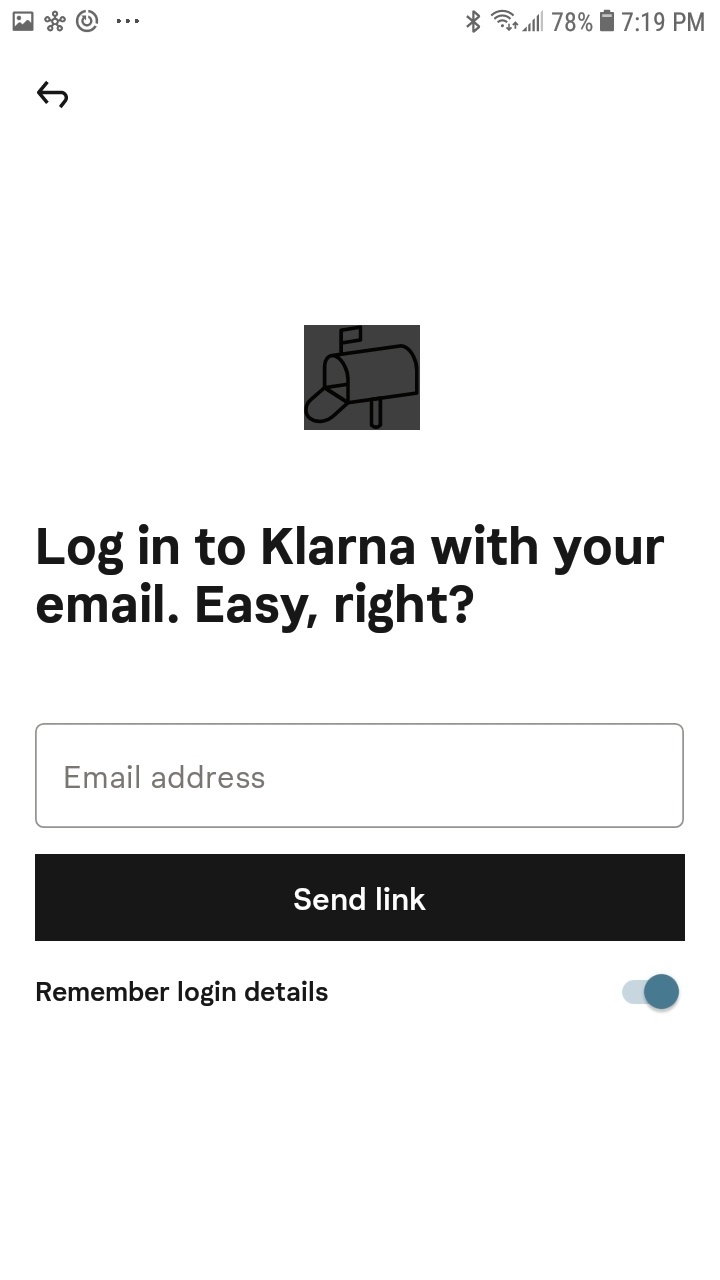 78% 7:19 PM
Log in to Klarna with your
email. Easy, right?
Email address
Send link
Remember login details